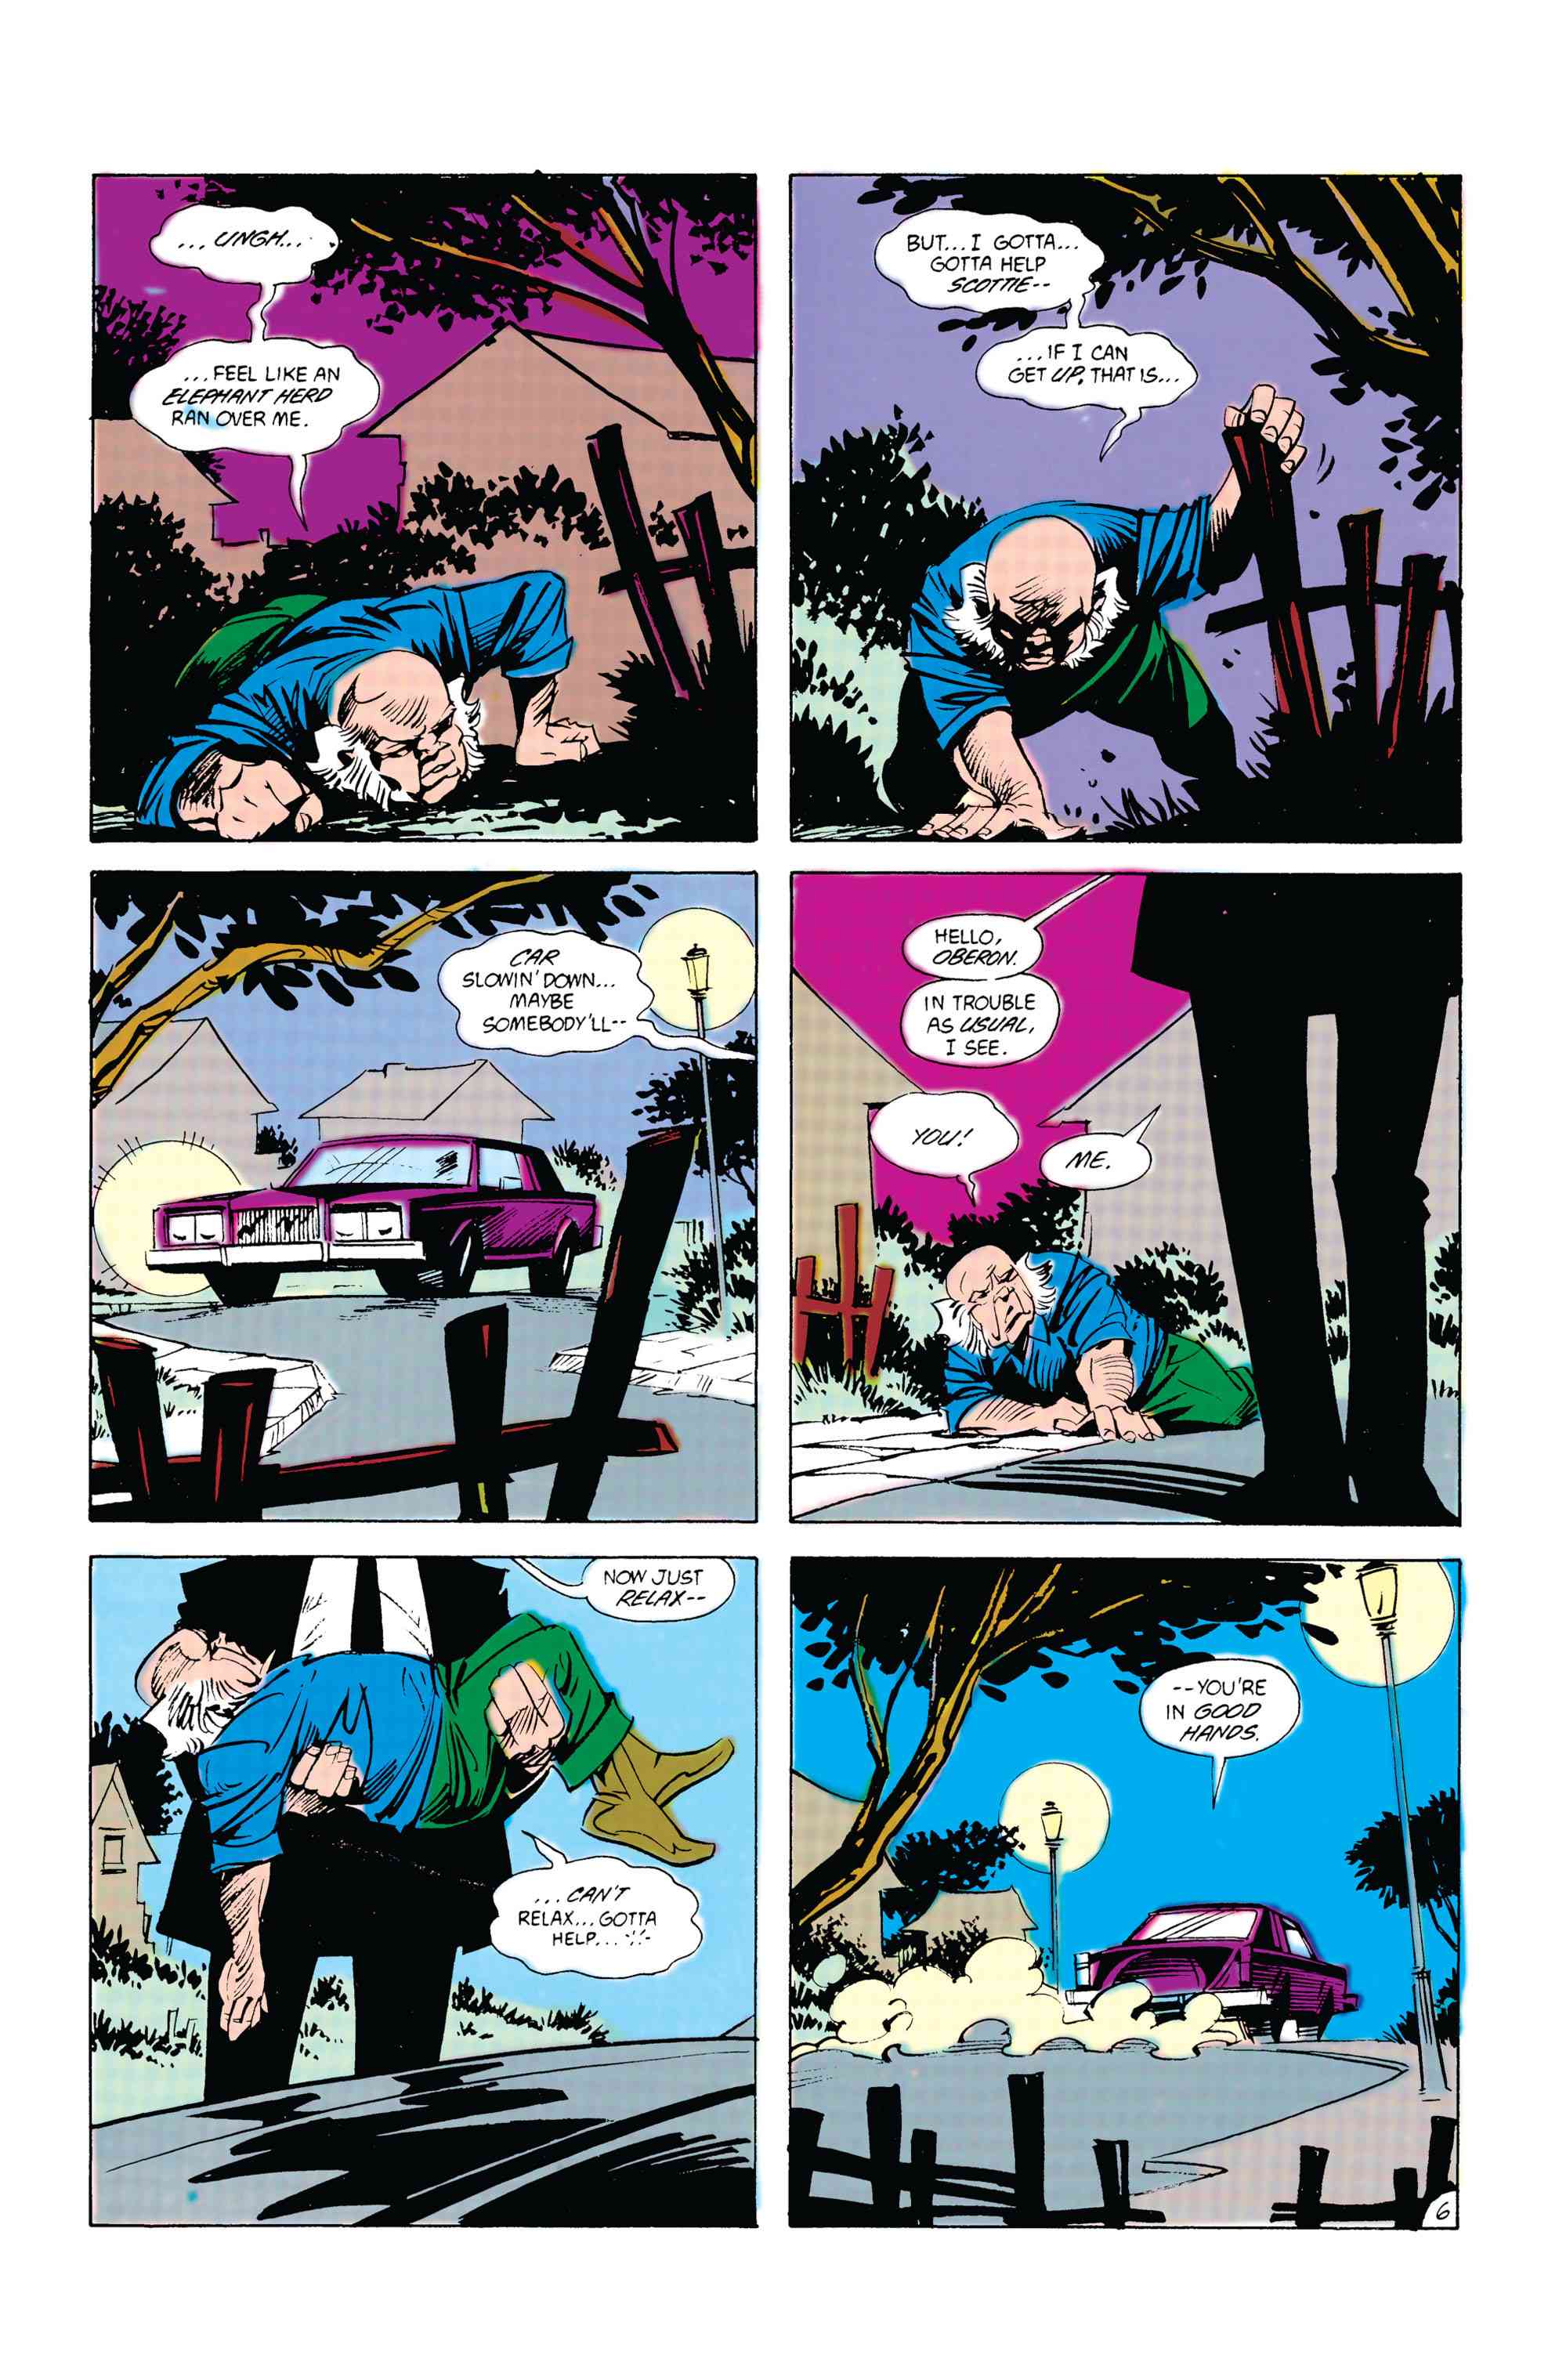 ...UNGH...
...FEEL LIKE AN
ELEPHANT HERD
RAN OVER ME.
BUT...I GOTTA...
GOTTA HELP
SCOTTIE--
...IF I CAN
GET UP, THAT IS...
CAR
SLOWIN' DOWN...
MAYBE
SOMEBODY'LL--
HELLO,
OBERON.
IN TROUBLE
AS USUAL,
I SEE.
YOU!
ME.
NOW JUST
RELAX--
...CAN'T
RELAX...GOTTA
HELP...
--YOU'RE
IN GOOD
HANDS.
6